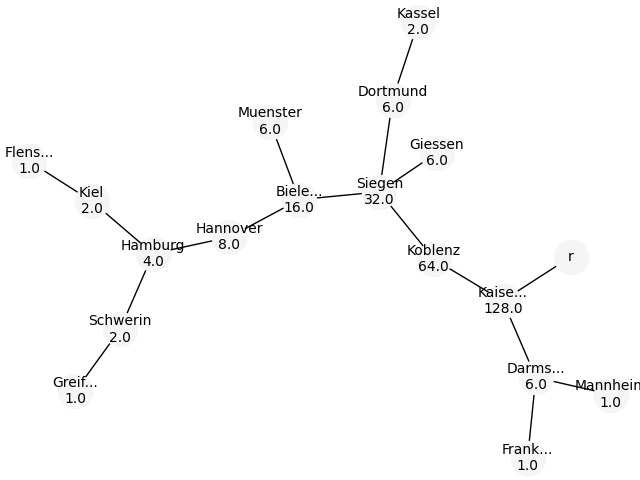 Kassel
2.0
Dortmund
6.0
Muenster
6.0
Giessen
6.0
Flens...
1.0
Kiel
2.0
Biele...
16.0
Siegen
32.0
Hannover
8.0
Hamburg
4.0
Koblenz
64.0
r
Kaise...
128.0
Schwerin
2.0
Greif...
1.0
Darms...
6.0
Mannheim
1.0
Frank...
1.0